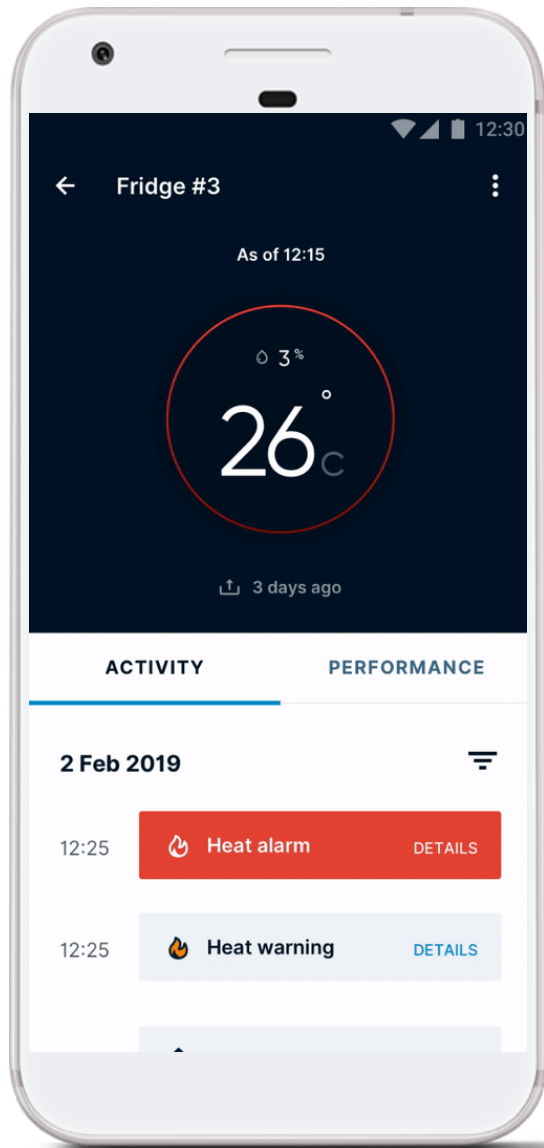 12:30
Fridge #3
As of 12:15
3%
26°C
3 days ago
ACTIVITY PERFORMANCE
2 Feb 2019
12:25 Heat alarm DETAILS
12:25 Heat warning DETAILS